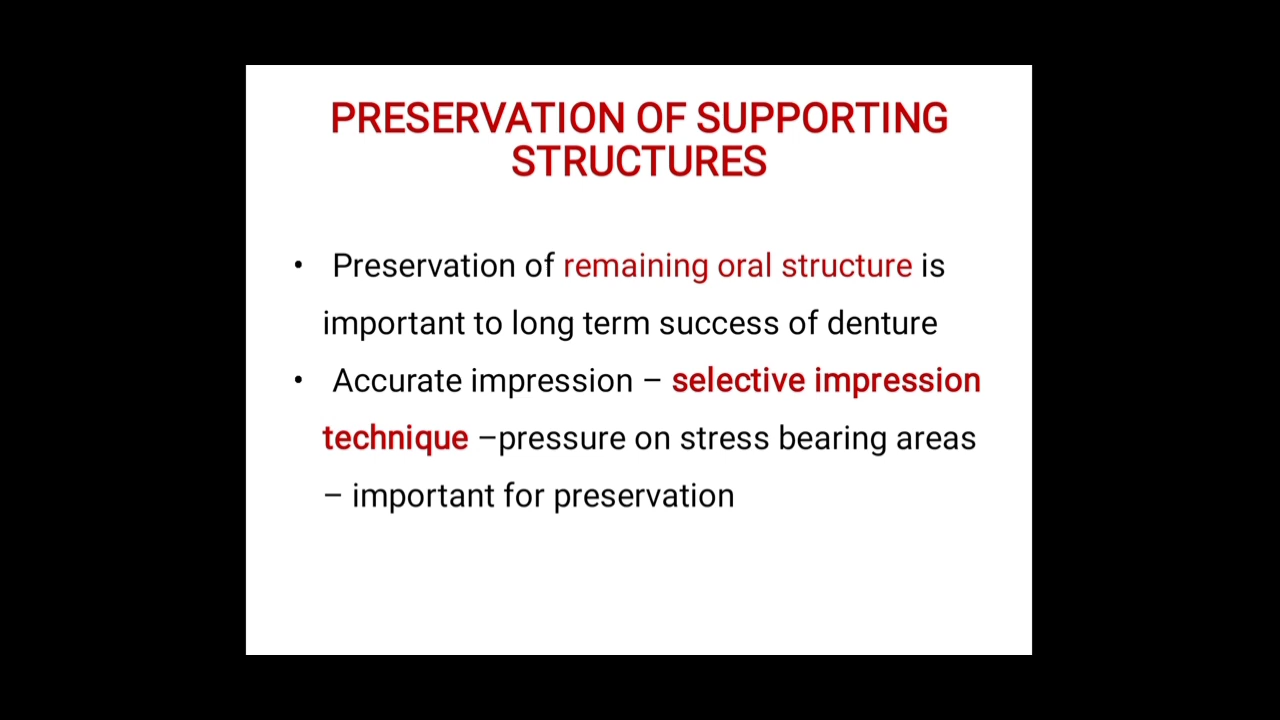 PRESERVATION OF SUPPORTING
STRUCTURES
• Preservation of remaining oral structure is
important to long term success of denture
• Accurate impression – selective impression
technique –pressure on stress bearing areas
– important for preservation